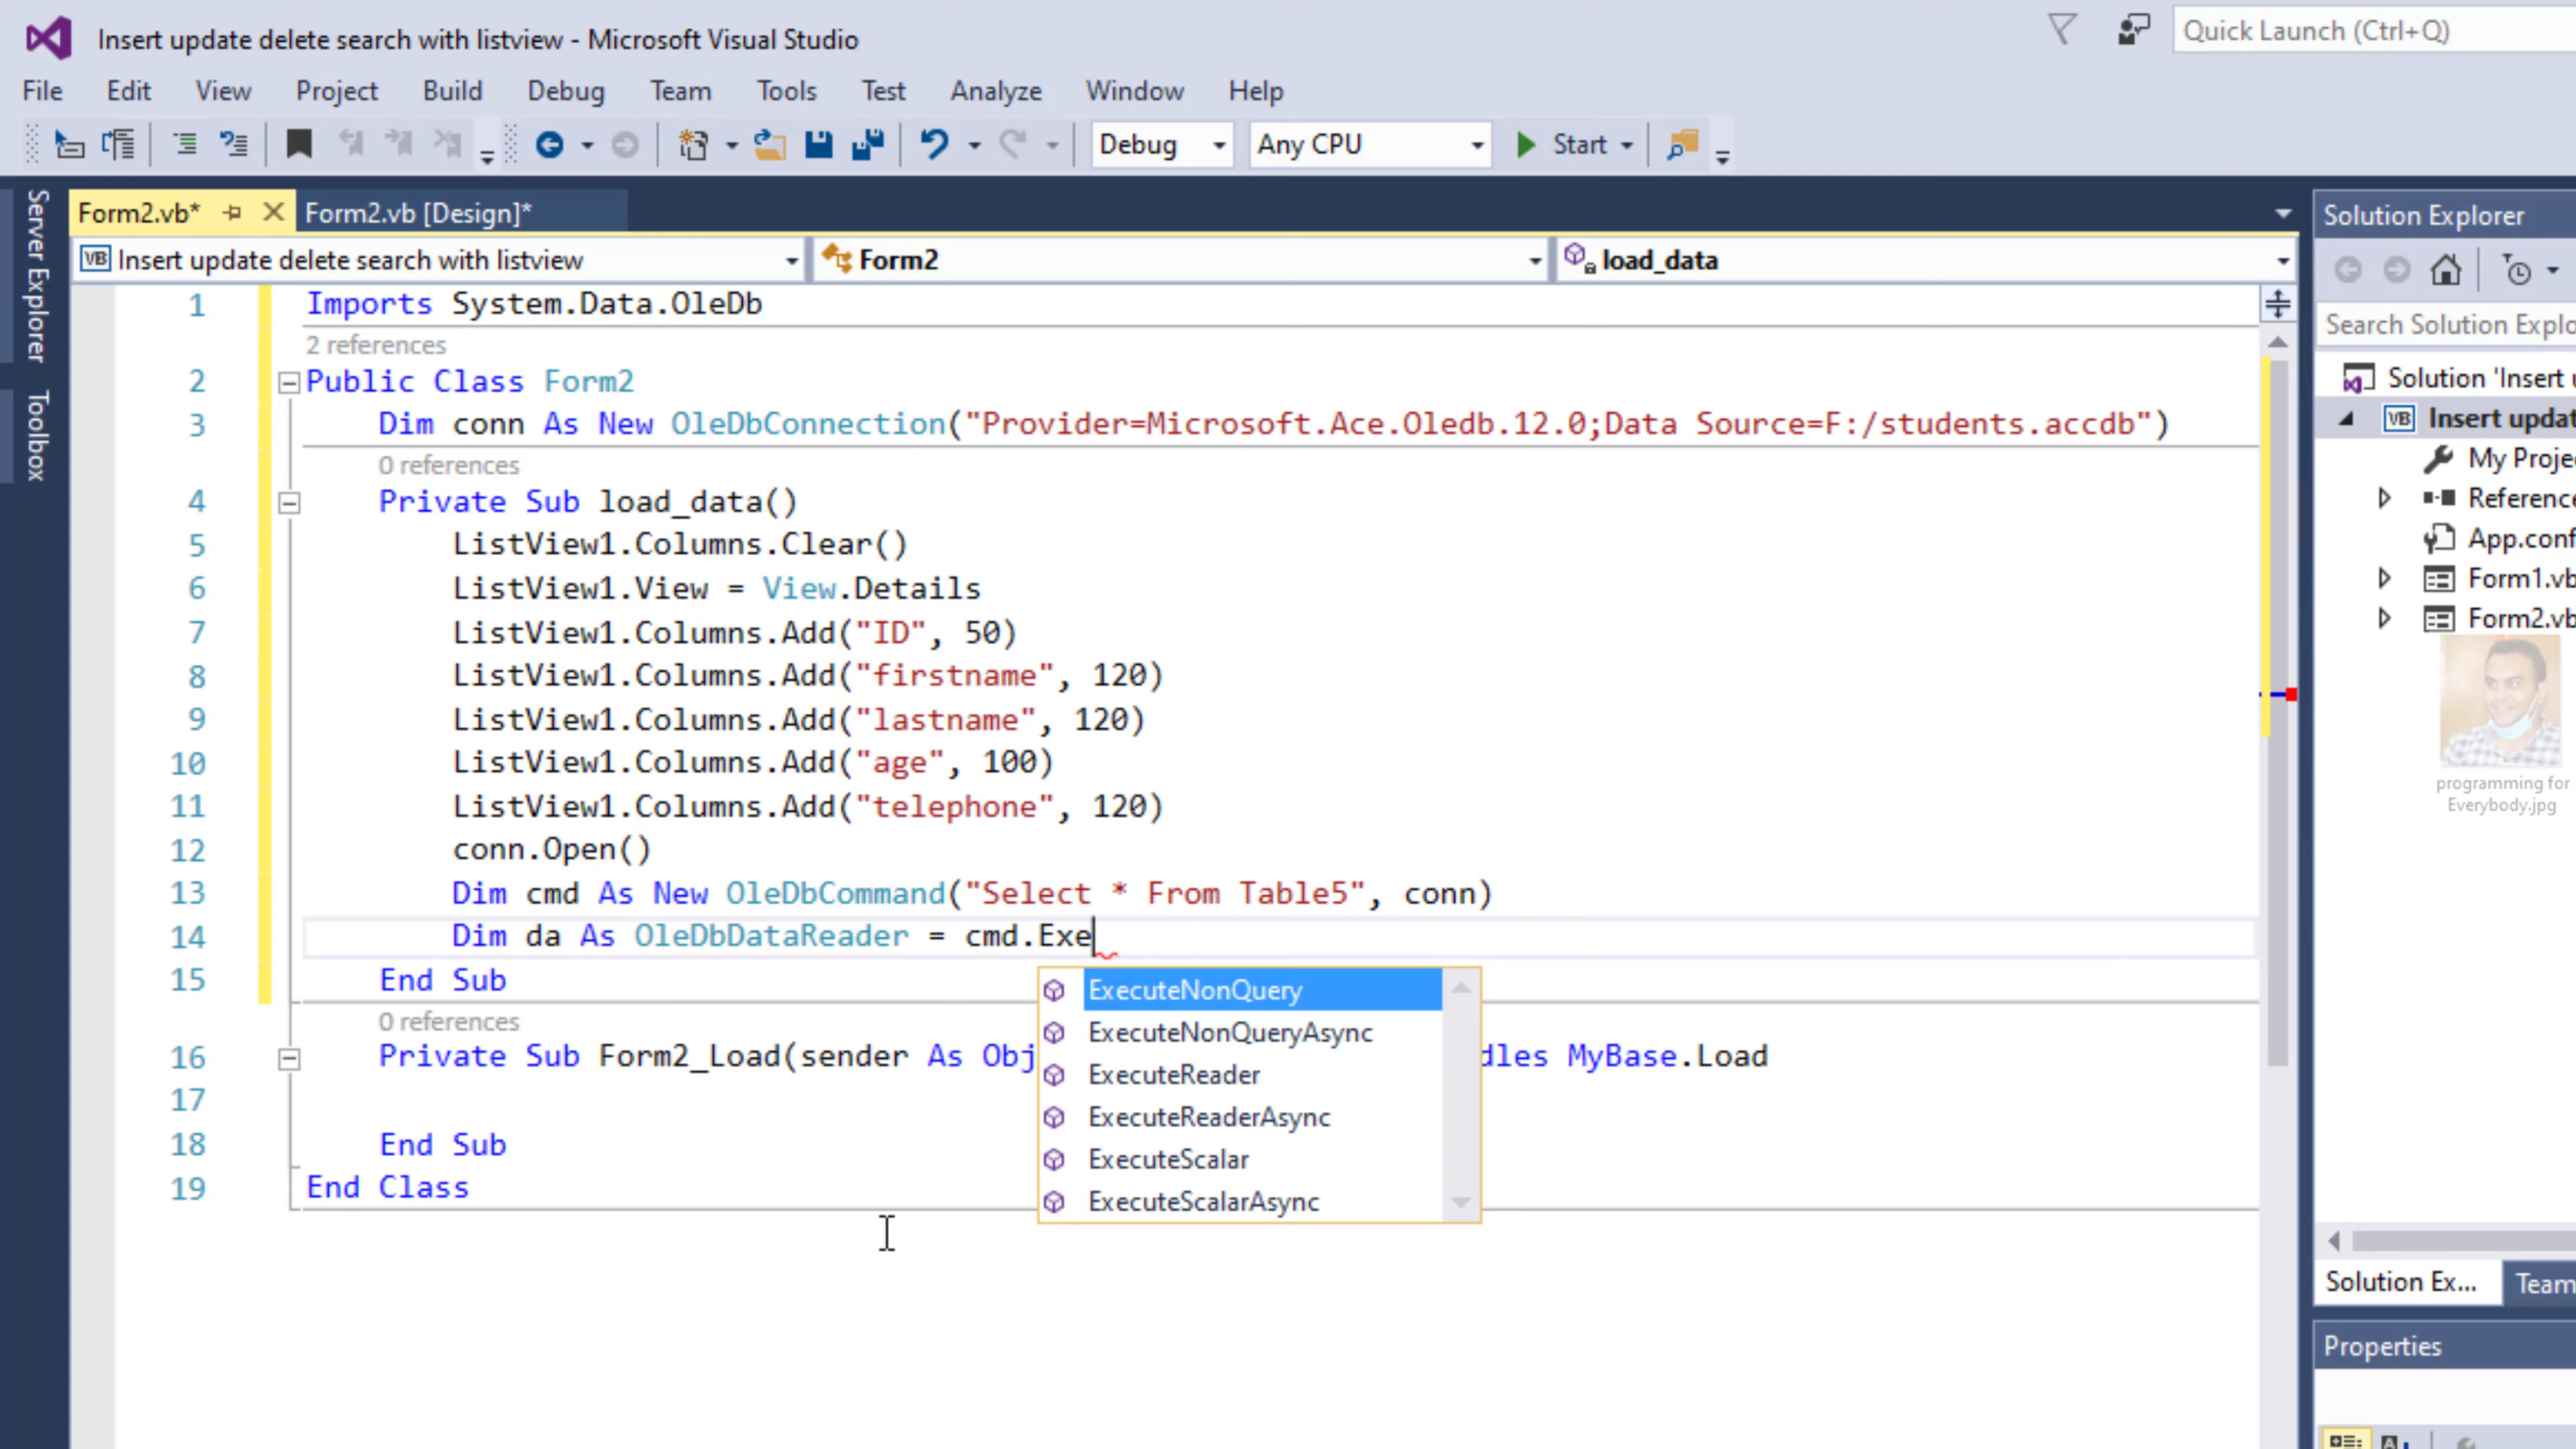 Insert update delete search with listview - Microsoft Visual Studio
Quick Launch (Ctrl+Q)
File Edit View Project Build Debug Team Tools Test Analyze Window Help
Debug Any CPU Start
Server Explorer
Toolbox
Form2.vb* Form2.vb [Design]*
VB Insert update delete search with listview Form2 load_data
1 Imports System.Data.OleDb
2 references
2 Public Class Form2
3 Dim conn As New OleDbConnection("Provider=Microsoft.Ace.Oledb.12.0;Data Source=F:/students.accdb")
0 references
4 Private Sub load_data()
5 ListView1.Columns.Clear()
6 ListView1.View = View.Details
7 ListView1.Columns.Add("ID", 50)
8 ListView1.Columns.Add("firstname", 120)
9 ListView1.Columns.Add("lastname", 120)
10 ListView1.Columns.Add("age", 100)
11 ListView1.Columns.Add("telephone", 120)
12 conn.Open()
13 Dim cmd As New OleDbCommand("Select * From Table5", conn)
14 Dim da As OleDbDataReader = cmd.Exe
15 End Sub
0 references
16 Private Sub Form2_Load(sender As Obj dles MyBase.Load
17
18 End Sub
19 End Class
ExecuteNonQuery
ExecuteNonQueryAsync
ExecuteReader
ExecuteReaderAsync
ExecuteScalar
ExecuteScalarAsync
Solution Explorer
Search Solution Explo
Solution 'Insert u
VB Insert updat
My Proje
Reference
App.conf
Form1.vb
Form2.vb
programming for
Everybody.jpg
Solution Ex... Team
Properties